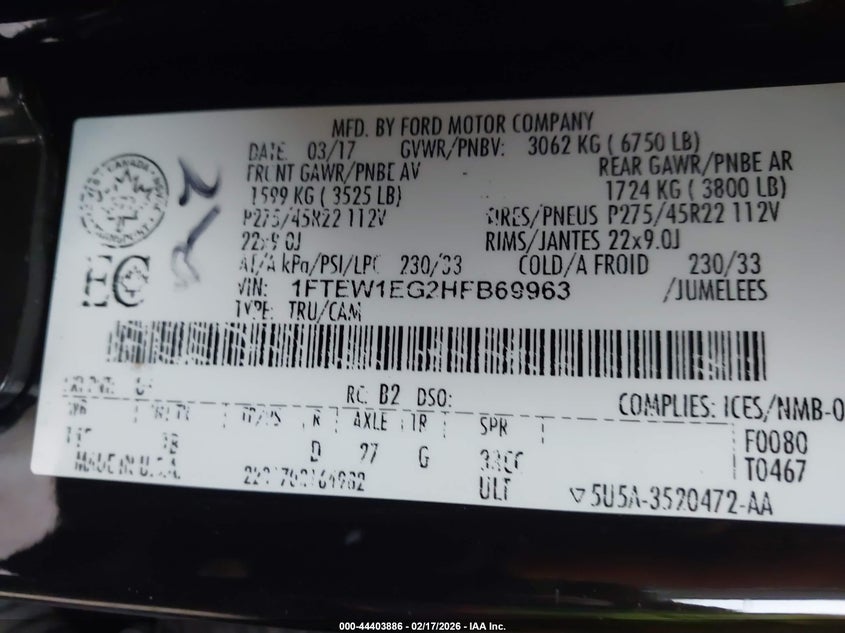 MFD. BY FORD MOTOR COMPANY
DATE: 03/17 GVWR/PNBV: 3062 KG ( 6750 LB)
FRONT GAWR/PNBE AV REAR GAWR/PNBE AR
1599 KG ( 3525 LB) 1724 KG ( 3800 LB)
P275/45R22 112V TIRES/PNEUS P275/45R22 112V
22x9.0J RIMS/JANTES 22x9.0J
AT/A kPa/PSI/LPC 230/33 COLD/A FROID 230/33
VIN: 1FTEW1EG2HFB69963 /JUMELEES
TYPE: TRU/CAM
EC
RC: B2 DSO:
COMPLIES: ICES/NMB-0
R AXLE TR SPR F0080
D 27 G T0467
MADE IN U.S.A. ULT
▽5U5A-3520472-AA
000-44403886 - 02/17/2026 - IAA Inc.